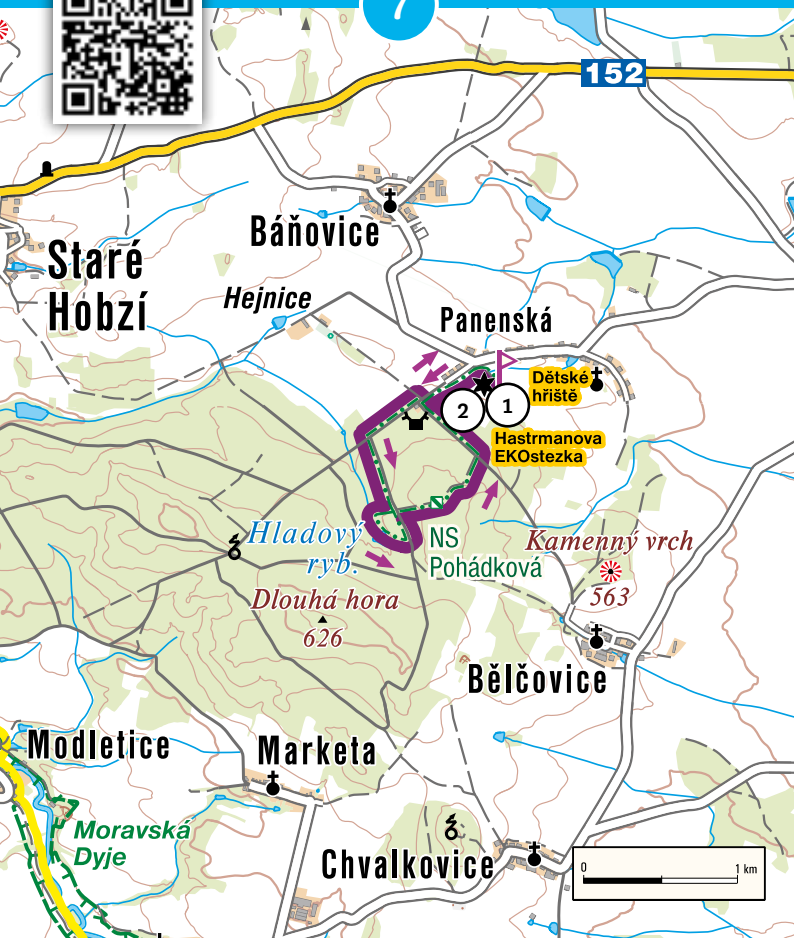 7
152
Báňovice
Staré
Hobzí
Hejnice
Panenská
Dětské
hřiště
2
1
Hastrmanova
EKOstezka
Hladový
ryb.
NS
Pohádková
Kamenný vrch
563
Dlouhá hora
626
Bělčovice
Modletice
Marketa
Moravská
Dyje
Chvalkovice
0
1 km